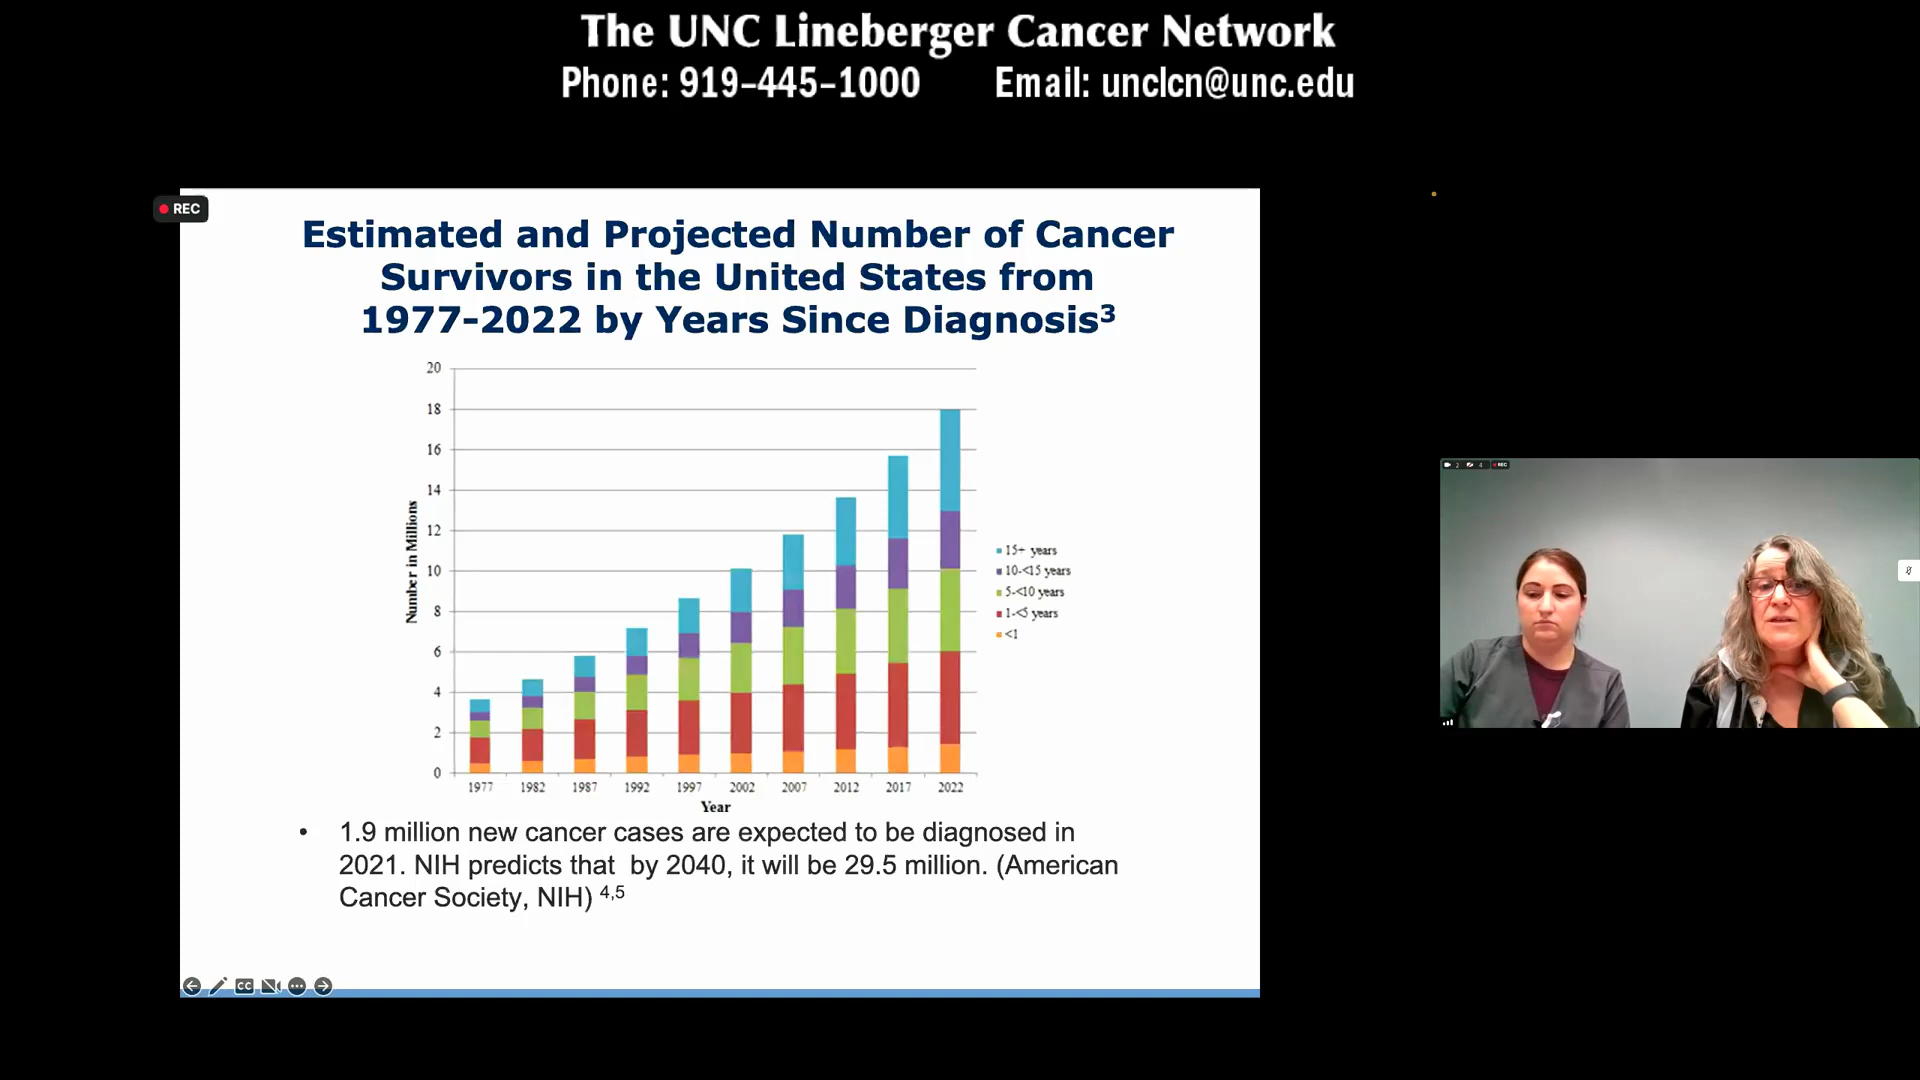 The UNC Lineberger Cancer Network
Phone: 919-445-1000 Email: unclcn@unc.edu
REC
Estimated and Projected Number of Cancer
Survivors in the United States from
1977-2022 by Years Since Diagnosis³
20
18
16
14
12
10
8
6
4
2
0
Number in Millions
1977 1982 1987 1992 1997 2002 2007 2012 2017 2022
Year
15+ years
10-<15 years
5-<10 years
1-<5 years
<1
• 1.9 million new cancer cases are expected to be diagnosed in
2021. NIH predicts that by 2040, it will be 29.5 million. (American
Cancer Society, NIH) ⁴,⁵
CC
2 4 REC